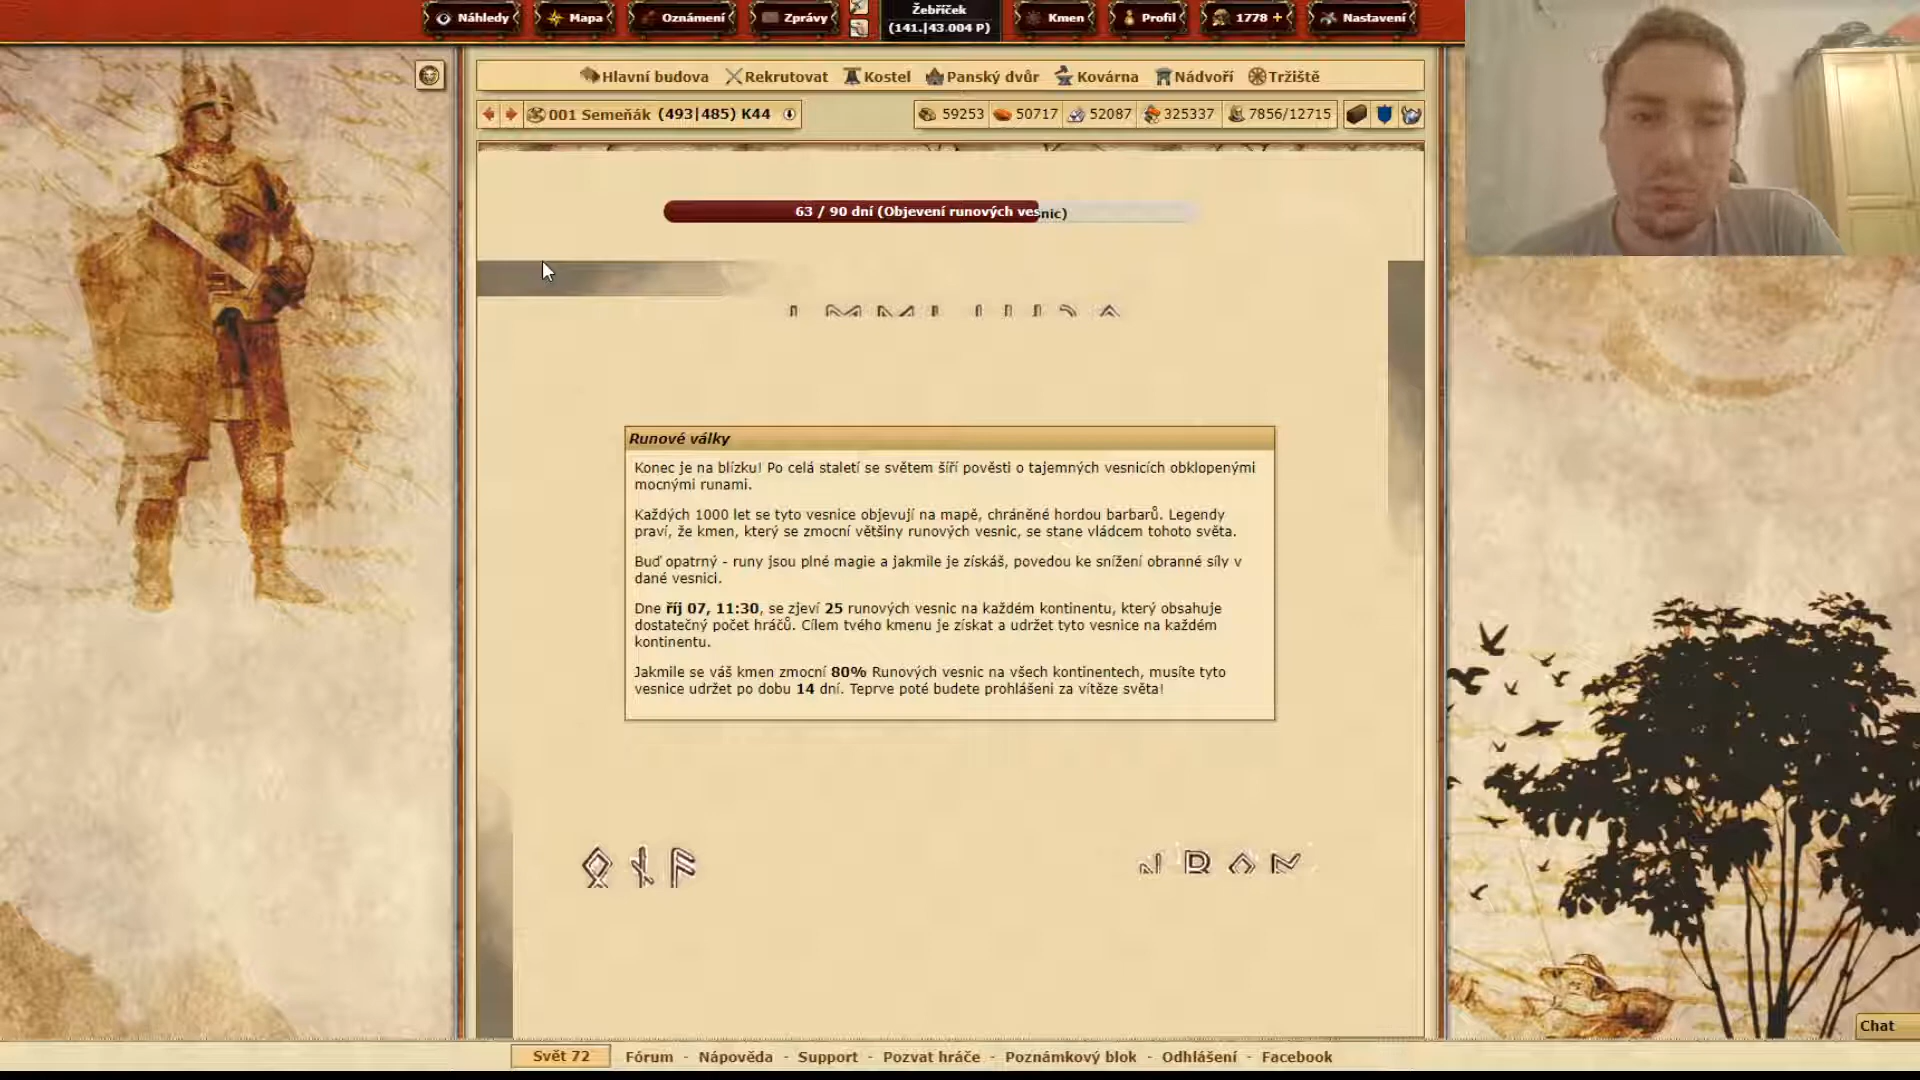 Náhledy
Mapa
Oznámení
Zprávy
Žebříček
(141.|43.004 P)
Kmen
Profil
1778 +
Nastavení
Hlavní budova
Rekrutovat
Kostel
Panský dvůr
Kovárna
Nádvoří
Tržiště
001 Semeňák (493|485) K44
59253
50717
52087
325337
7856/12715
63 / 90 dní (Objevení runových vesnic)
Runové války
Konec je na blízku! Po celá staletí se světem šíří pověsti o tajemných vesnicích obklopenými
mocnými runami.
Každých 1000 let se tyto vesnice objevují na mapě, chráněné hordou barbarů. Legendy
praví, že kmen, který se zmocní většiny runových vesnic, se stane vládcem tohoto světa.
Buď opatrný - runy jsou plné magie a jakmile je získáš, povedou ke snížení obranné síly v
dané vesnici.
Dne říj 07, 11:30, se zjeví 25 runových vesnic na každém kontinentu, který obsahuje
dostatečný počet hráčů. Cílem tvého kmenu je získat a udržet tyto vesnice na každém
kontinentu.
Jakmile se váš kmen zmocní 80% Runových vesnic na všech kontinentech, musíte tyto
vesnice udržet po dobu 14 dní. Teprve poté budete prohlášeni za vítěze světa!
Chat
Svět 72
Fórum - Nápověda - Support - Pozvat hráče - Poznámkový blok - Odhlášení - Facebook